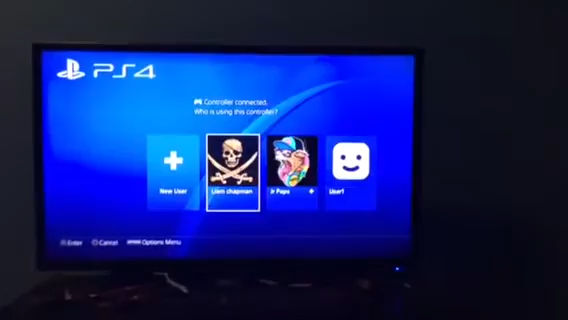 PS4
Controller connected.
Who is using this controller?
New User
Liam chapman
Jr Pops +
User1
Enter Cancel OPTIONS Options Menu